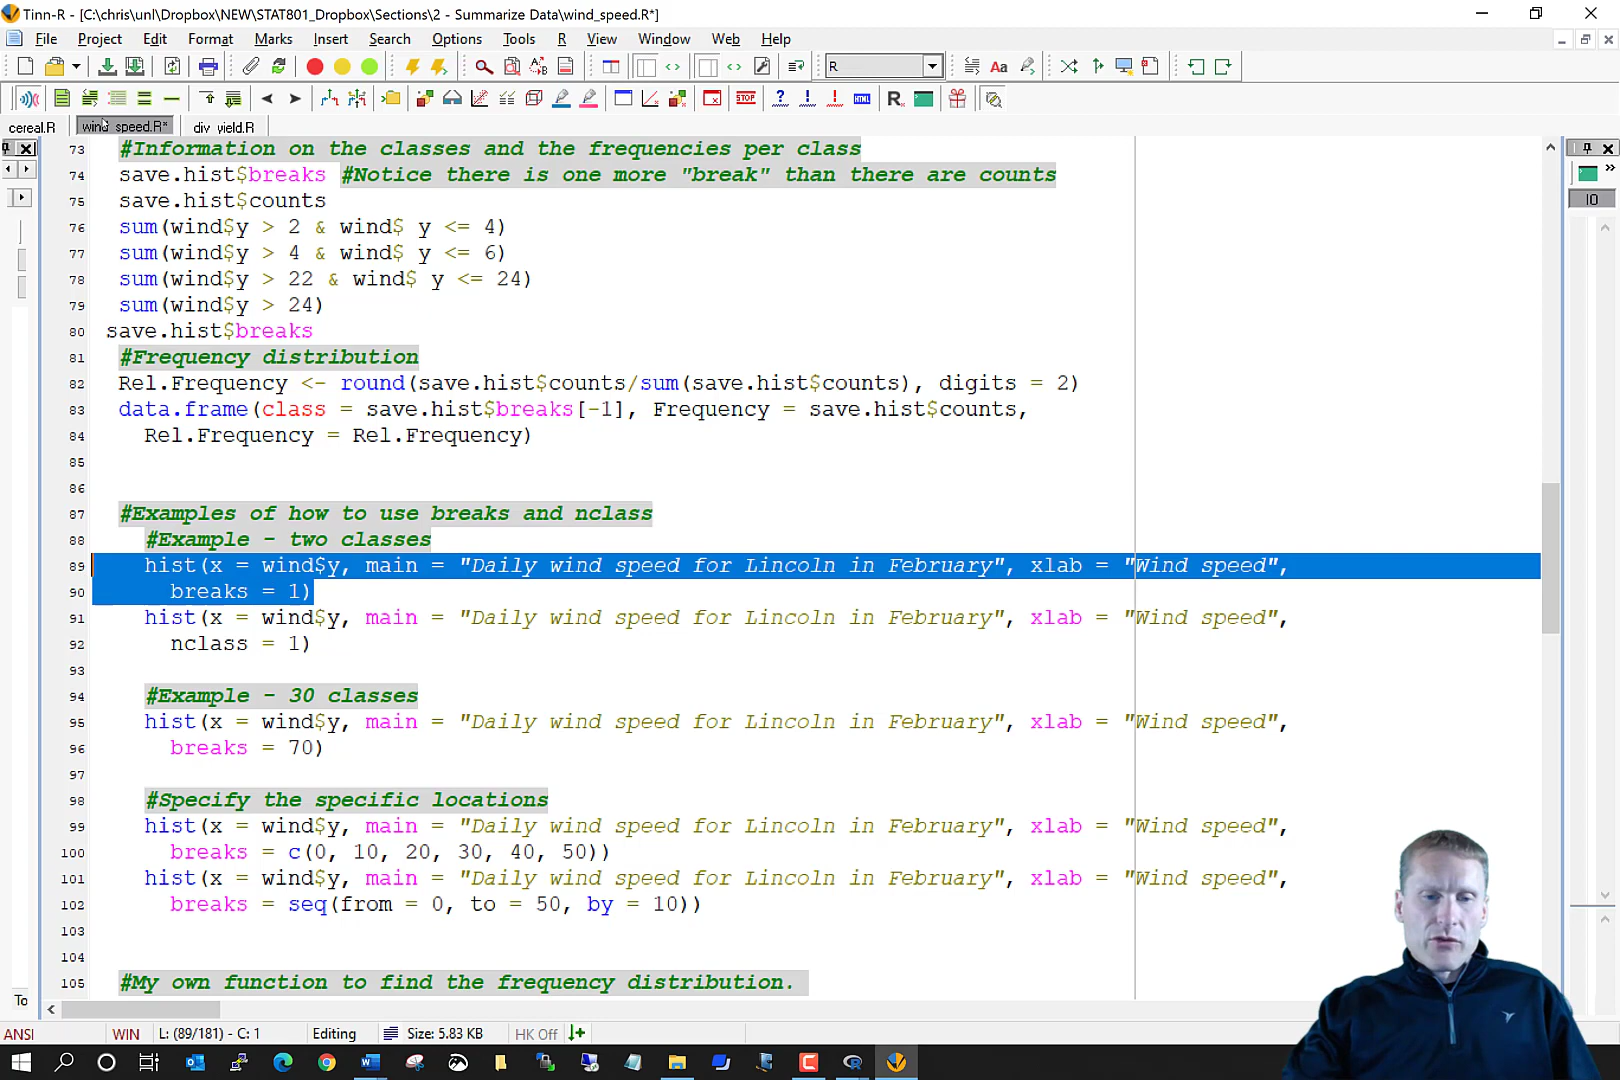 Tinn-R - [C:\chris\unl\Dropbox\NEW\STAT801_Dropbox\Sections\2 - Summarize Data\wind_speed.R*]
File Project Edit Format Marks Insert Search Options Tools R View Window Web Help
R
cereal.R wind_speed.R* div_yield.R
73 #Information on the classes and the frequencies per class
74 save.hist$breaks #Notice there is one more "break" than there are counts
75 save.hist$counts
76 sum(wind$y > 2 & wind$ y <= 4)
77 sum(wind$y > 4 & wind$ y <= 6)
78 sum(wind$y > 22 & wind$ y <= 24)
79 sum(wind$y > 24)
80 save.hist$breaks
81 #Frequency distribution
82 Rel.Frequency <- round(save.hist$counts/sum(save.hist$counts), digits = 2)
83 data.frame(class = save.hist$breaks[-1], Frequency = save.hist$counts,
84 Rel.Frequency = Rel.Frequency)
85
86
87 #Examples of how to use breaks and nclass
88 #Example - two classes
89 hist(x = wind$y, main = "Daily wind speed for Lincoln in February", xlab = "Wind speed",
90 breaks = 1)
91 hist(x = wind$y, main = "Daily wind speed for Lincoln in February", xlab = "Wind speed",
92 nclass = 1)
93
94 #Example - 30 classes
95 hist(x = wind$y, main = "Daily wind speed for Lincoln in February", xlab = "Wind speed",
96 breaks = 70)
97
98 #Specify the specific locations
99 hist(x = wind$y, main = "Daily wind speed for Lincoln in February", xlab = "Wind speed",
100 breaks = c(0, 10, 20, 30, 40, 50))
101 hist(x = wind$y, main = "Daily wind speed for Lincoln in February", xlab = "Wind speed",
102 breaks = seq(from = 0, to = 50, by = 10))
103
104
105 #My own function to find the frequency distribution.
To
IO
ANSI WIN L: (89/181) - C: 1 Editing Size: 5.83 KB HK Off